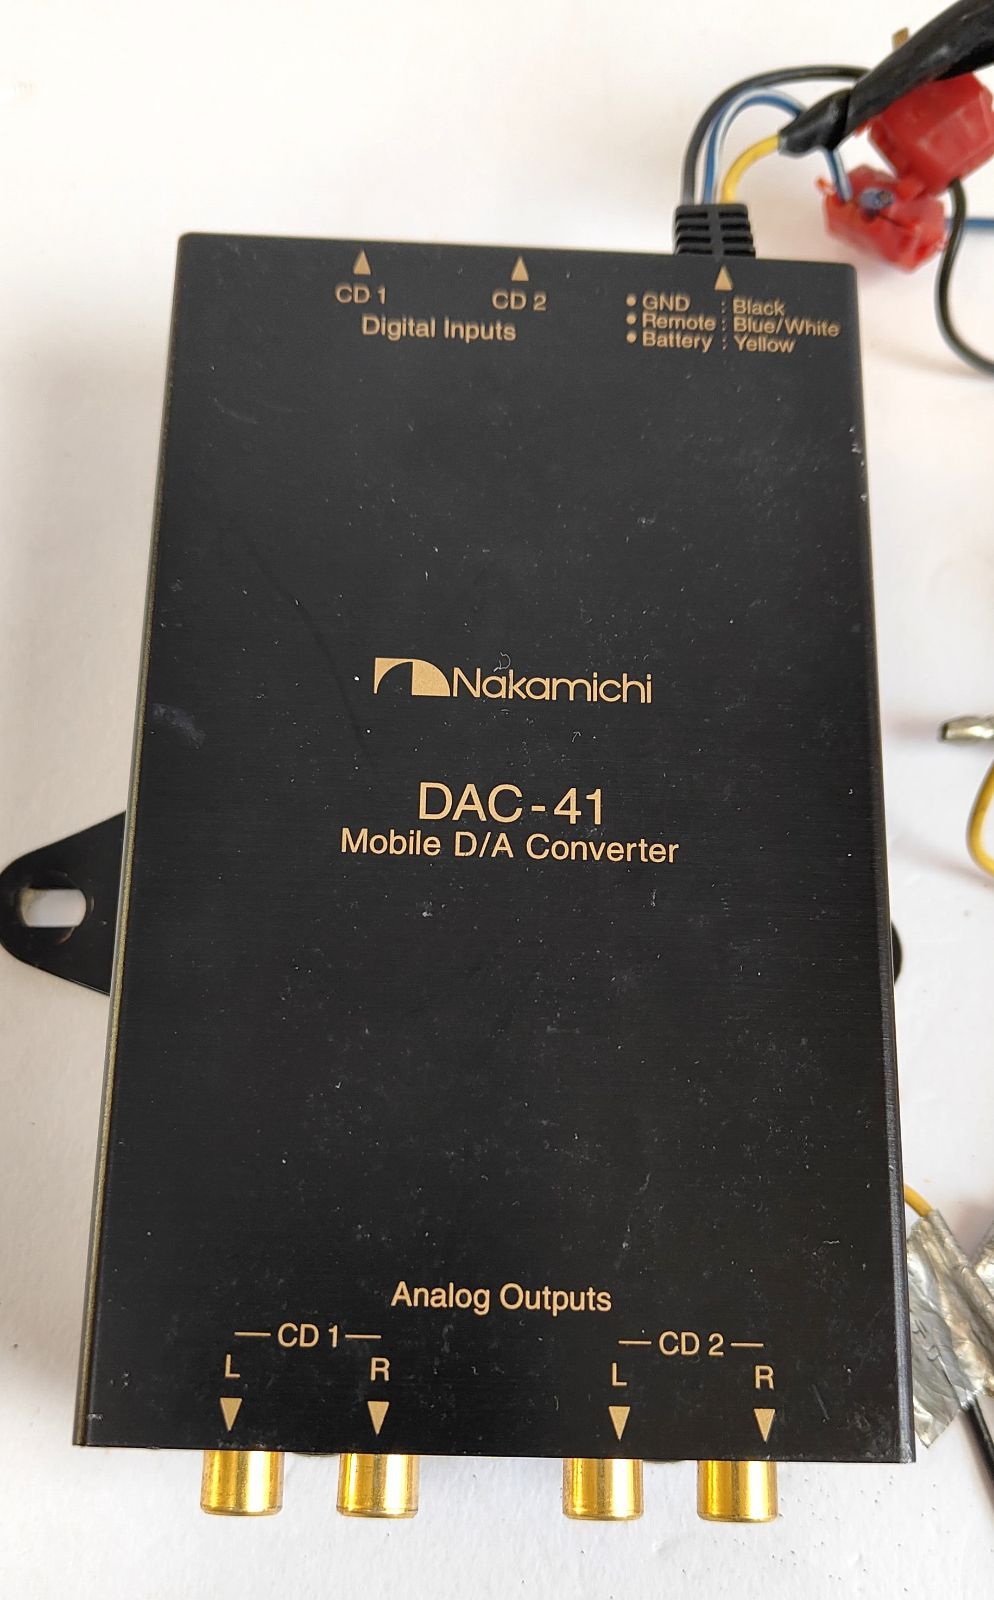 CD 1
CD 2
Digital Inputs
• GND : Black
• Remote : Blue/White
• Battery : Yellow
Nakamichi
DAC-41
Mobile D/A Converter
Analog Outputs
CD 1
CD 2
L R L R